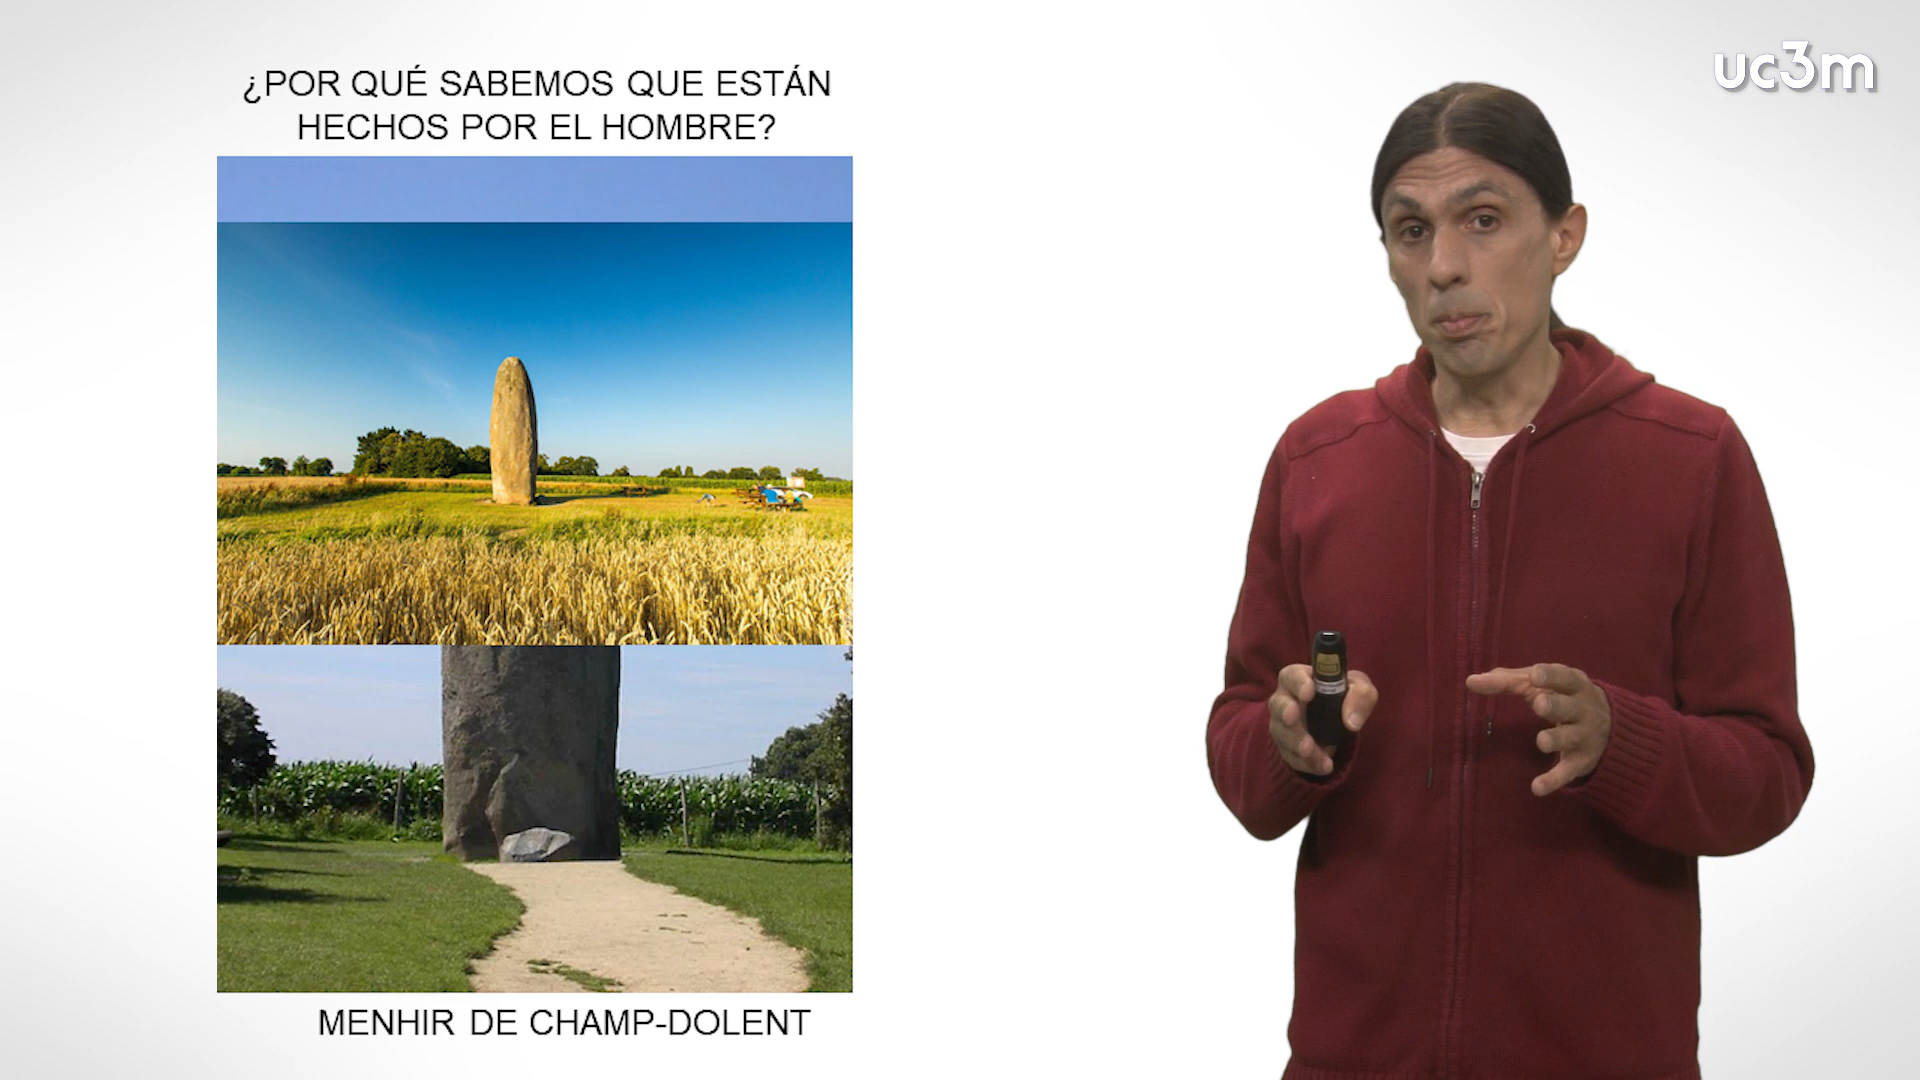 ¿POR QUÉ SABEMOS QUE ESTÁN
HECHOS POR EL HOMBRE?
MENHIR DE CHAMP-DOLENT
uc3m